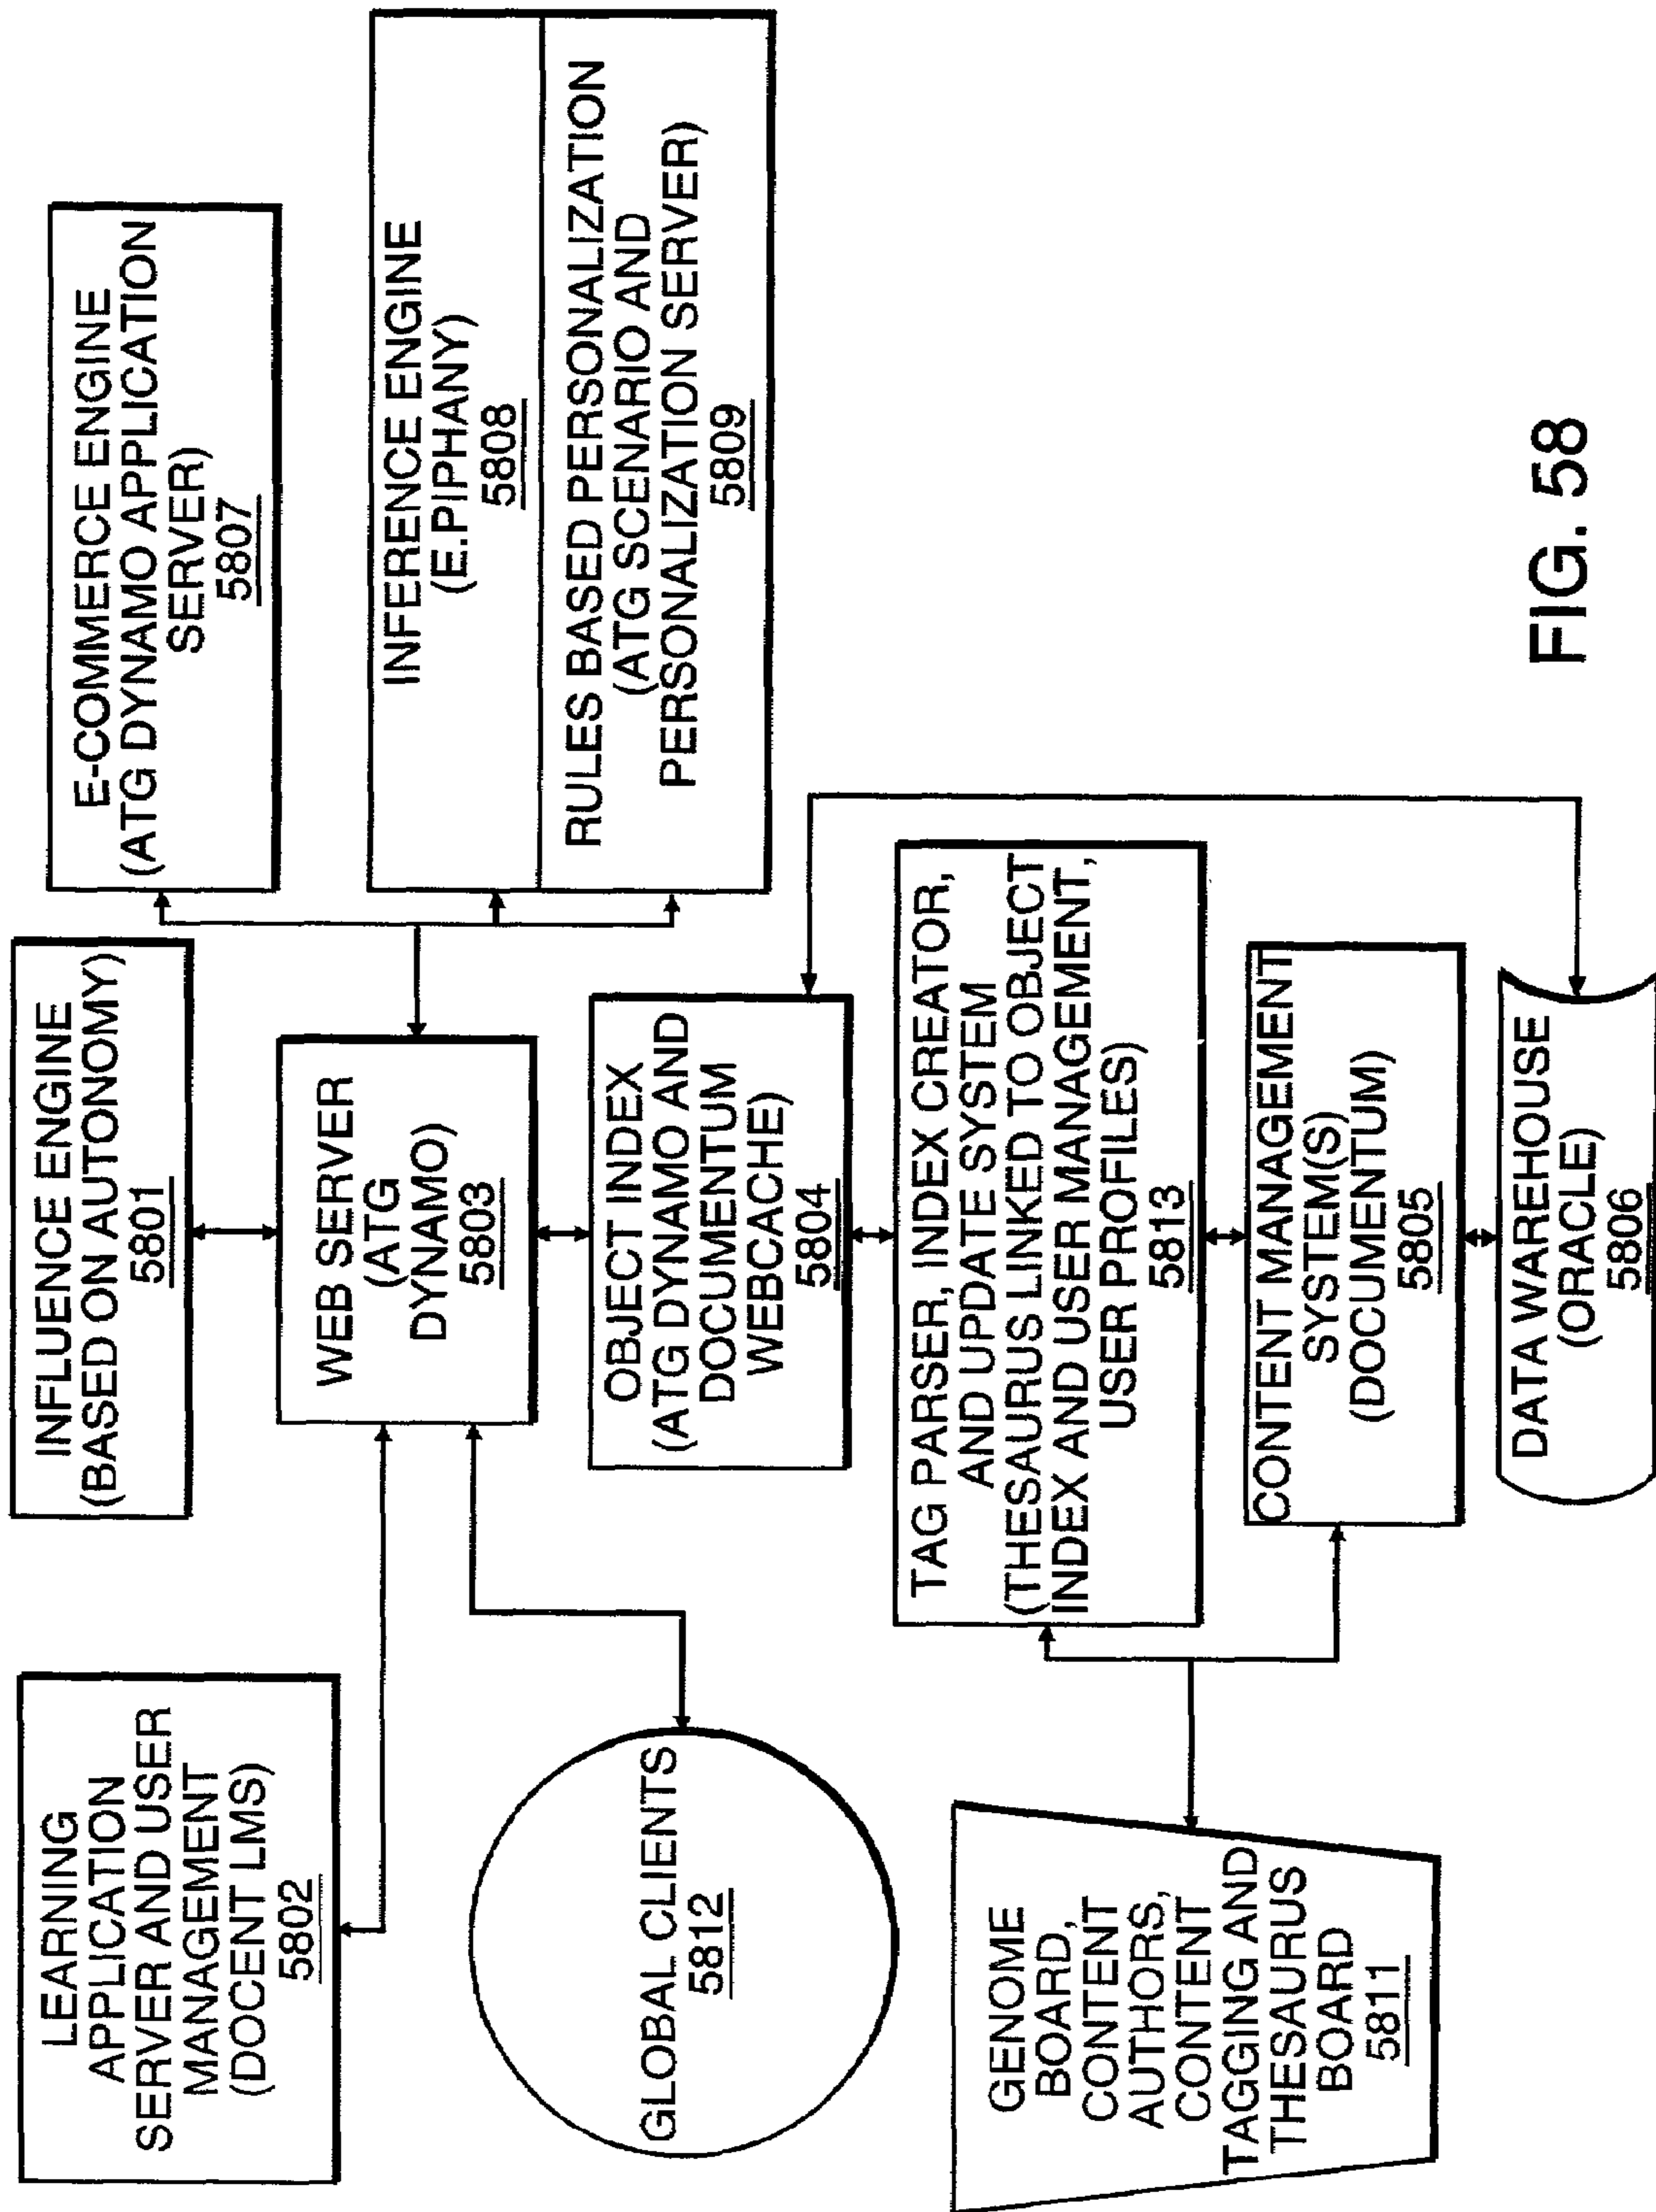 LEARNING
APPLICATION
SERVER AND USER
MANAGEMENT
(DOCENT LMS)
5802
INFLUENCE ENGINE
(BASED ON AUTONOMY)
5801
E-COMMERCE ENGINE
(ATG DYNAMO APPLICATION
SERVER)
5807
WEB SERVER
(ATG
DYNAMO)
5803
INFERENCE ENGINE
(E.PIPHANY)
5808
RULES BASED PERSONALIZATION
(ATG SCENARIO AND
PERSONALIZATION SERVER)
5809
GLOBAL CLIENTS
5812
OBJECT INDEX
(ATG DYNAMO AND
DOCUMENTUM
WEBCACHE)
5804
TAG PARSER, INDEX CREATOR,
AND UPDATE SYSTEM
(THESAURUS LINKED TO OBJECT
INDEX AND USER MANAGEMENT,
USER PROFILES)
5813
GENOME
BOARD,
CONTENT
AUTHORS,
CONTENT
TAGGING AND
THESAURUS
BOARD
5811
CONTENT MANAGEMENT
SYSTEM(S)
(DOCUMENTUM)
5805
DATA WAREHOUSE
(ORACLE)
5806
FIG. 58